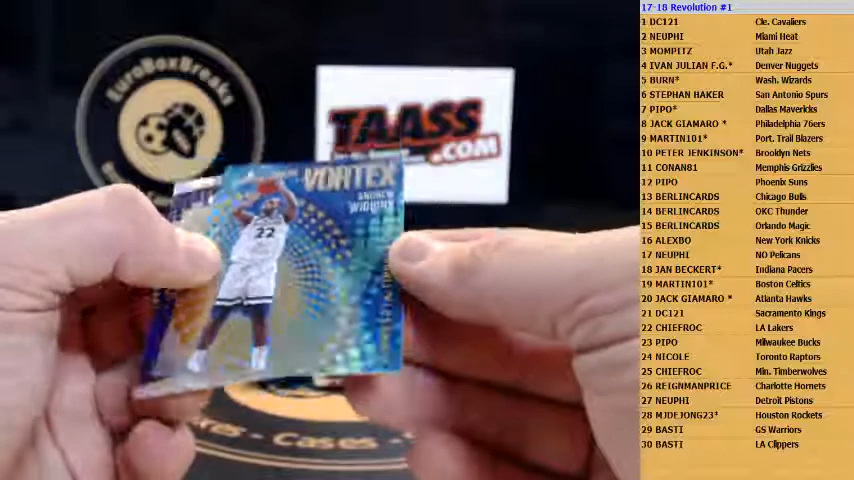 17-18 Revolution #1
1 DC121 Cle. Cavaliers
2 NEUPHI Miami Heat
3 MOMPITZ Utah Jazz
4 IVAN JULIAN F.G.* Denver Nuggets
5 BURN* Wash. Wizards
6 STEPHAN HAKER San Antonio Spurs
7 PIPO* Dallas Mavericks
8 JACK GIAMARO * Philadelphia 76ers
9 MARTIN101* Port. Trail Blazers
10 PETER JENKINSON* Brooklyn Nets
11 CONAN81 Memphis Grizzlies
12 PIPO Phoenix Suns
13 BERLINCARDS Chicago Bulls
14 BERLINCARDS OKC Thunder
15 BERLINCARDS Orlando Magic
16 ALEXBO New York Knicks
17 NEUPHI NO Pelicans
18 JAN BECKERT* Indiana Pacers
19 MARTIN101* Boston Celtics
20 JACK GIAMARO * Atlanta Hawks
21 DC121 Sacramento Kings
22 CHIEFROC LA Lakers
23 PIPO Milwaukee Bucks
24 NICOLE Toronto Raptors
25 CHIEFROC Min. Timberwolves
26 REIGNMANPRICE Charlotte Hornets
27 NEUPHI Detroit Pistons
28 MJDEJONG23* Houston Rockets
29 BASTI GS Warriors
30 BASTI LA Clippers
EuroBoxBreaks
TAASS
.COM
VORTEX
ANDREW
WIGGINS
22
Cases